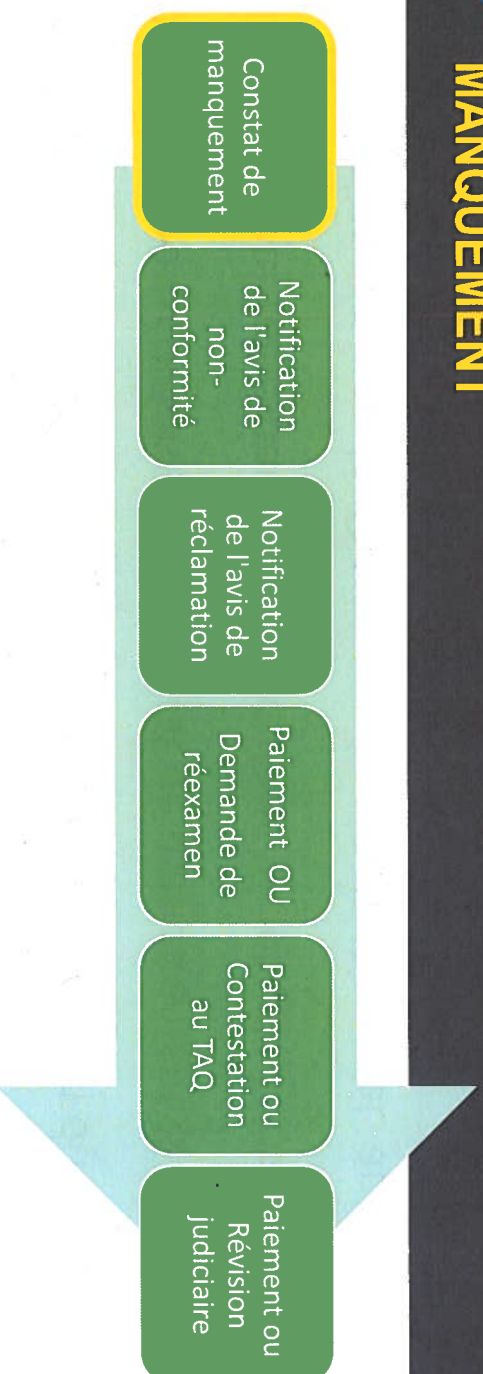 MANQUEMENT
Constat de
manquement
Notification
de l'avis de
non-
conformité
Notification
de l'avis de
réclamation
Paiement OU
Demande de
réexamen
Paiement ou
Contestation
au TAQ
Paiement ou
Révision
judiciaire